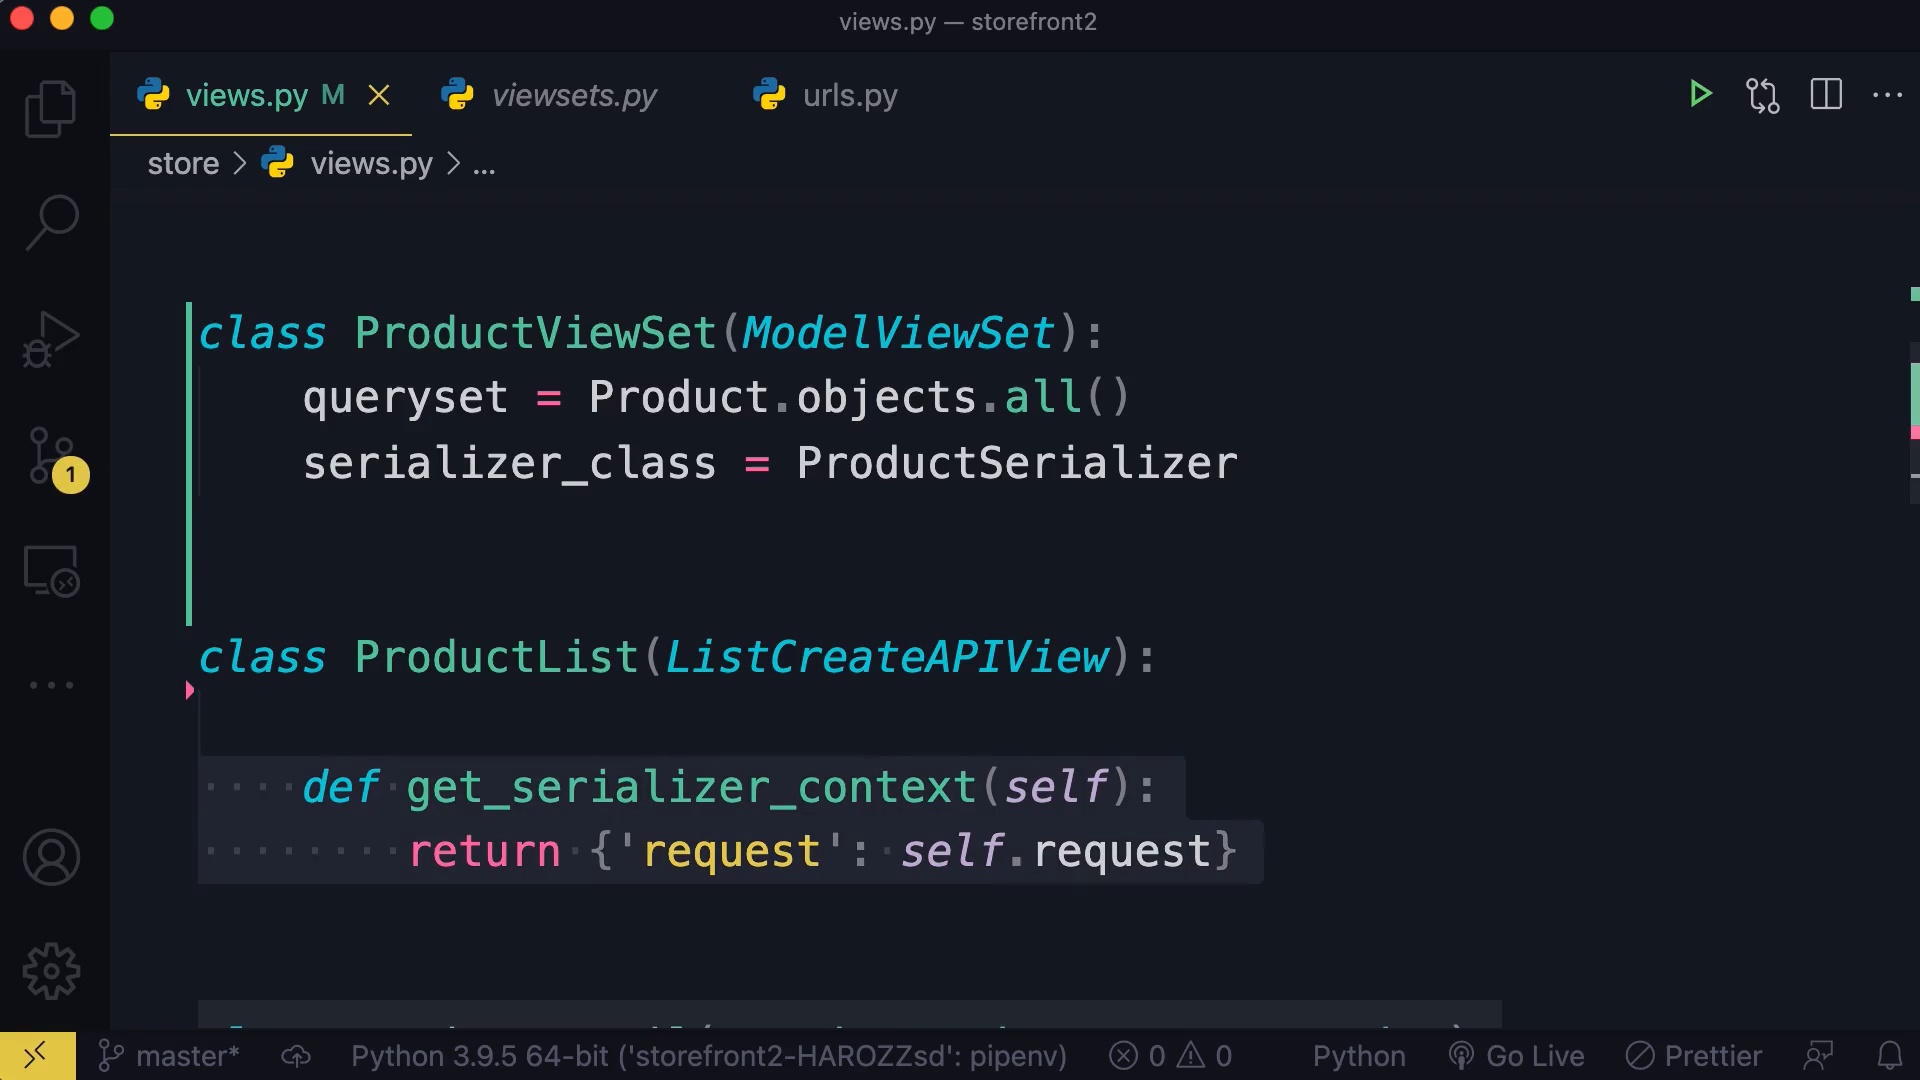 views.py — storefront2
views.py M
viewsets.py
urls.py
store > views.py > ...
class ProductViewSet(ModelViewSet):
    queryset = Product.objects.all()
    serializer_class = ProductSerializer
class ProductList(ListCreateAPIView):
    def get_serializer_context(self):
        return {'request': self.request}
1
master*
Python 3.9.5 64-bit ('storefront2-HAROZZsd': pipenv)
0
0
Python
Go Live
Prettier